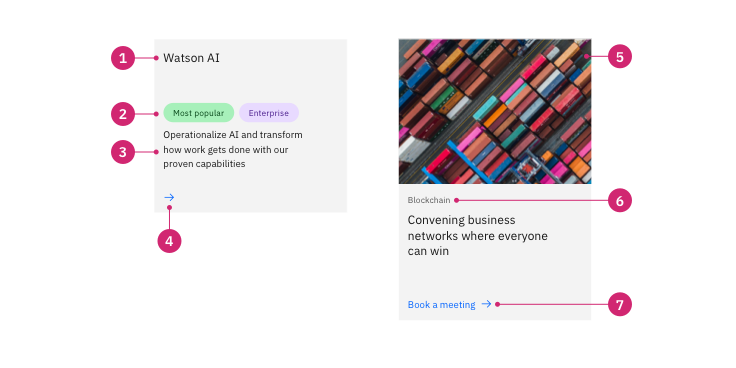 1
Watson AI
2
Most popular
Enterprise
3
Operationalize AI and transform
how work gets done with our
proven capabilities
4
5
Blockchain
6
Convening business
networks where everyone
can win
Book a meeting
7